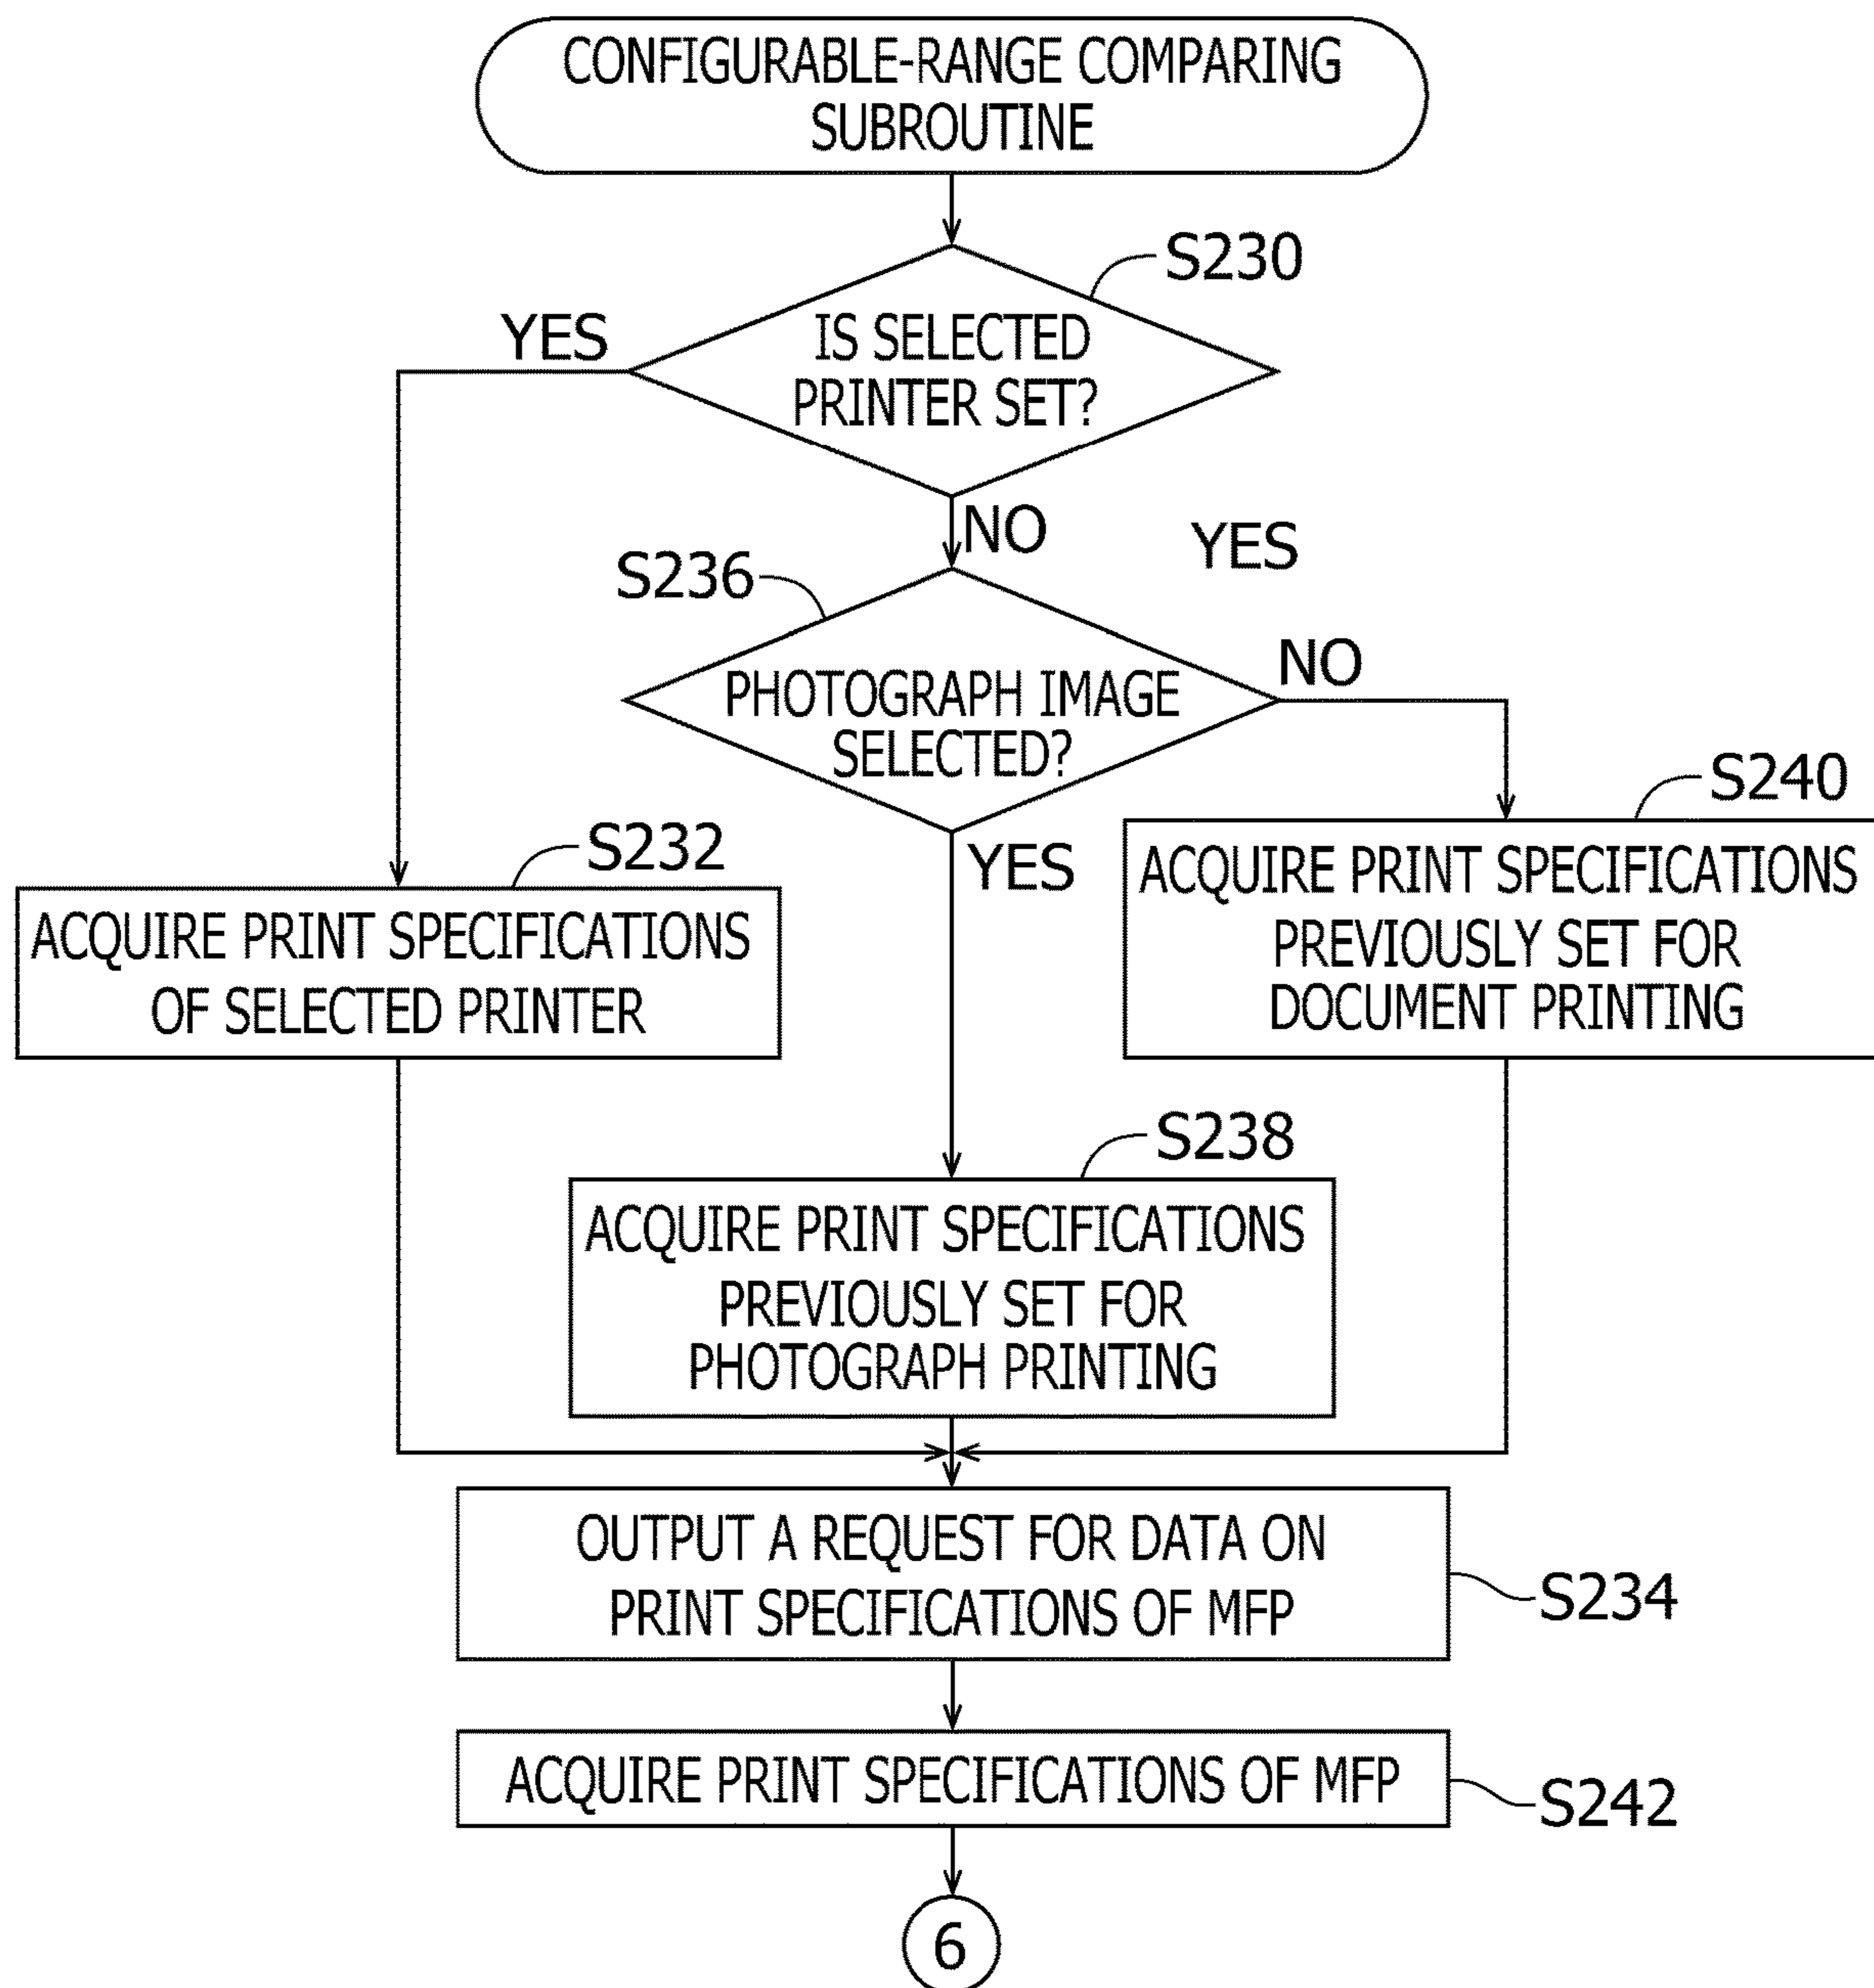 CONFIGURABLE-RANGE COMPARING
SUBROUTINE
S230
YES
IS SELECTED
PRINTER SET?
NO
YES
S236
NO
PHOTOGRAPH IMAGE
SELECTED?
S240
S232
YES
ACQUIRE PRINT SPECIFICATIONS
PREVIOUSLY SET FOR
DOCUMENT PRINTING
ACQUIRE PRINT SPECIFICATIONS
OF SELECTED PRINTER
S238
ACQUIRE PRINT SPECIFICATIONS
PREVIOUSLY SET FOR
PHOTOGRAPH PRINTING
OUTPUT A REQUEST FOR DATA ON
PRINT SPECIFICATIONS OF MFP
S234
ACQUIRE PRINT SPECIFICATIONS OF MFP
S242
6